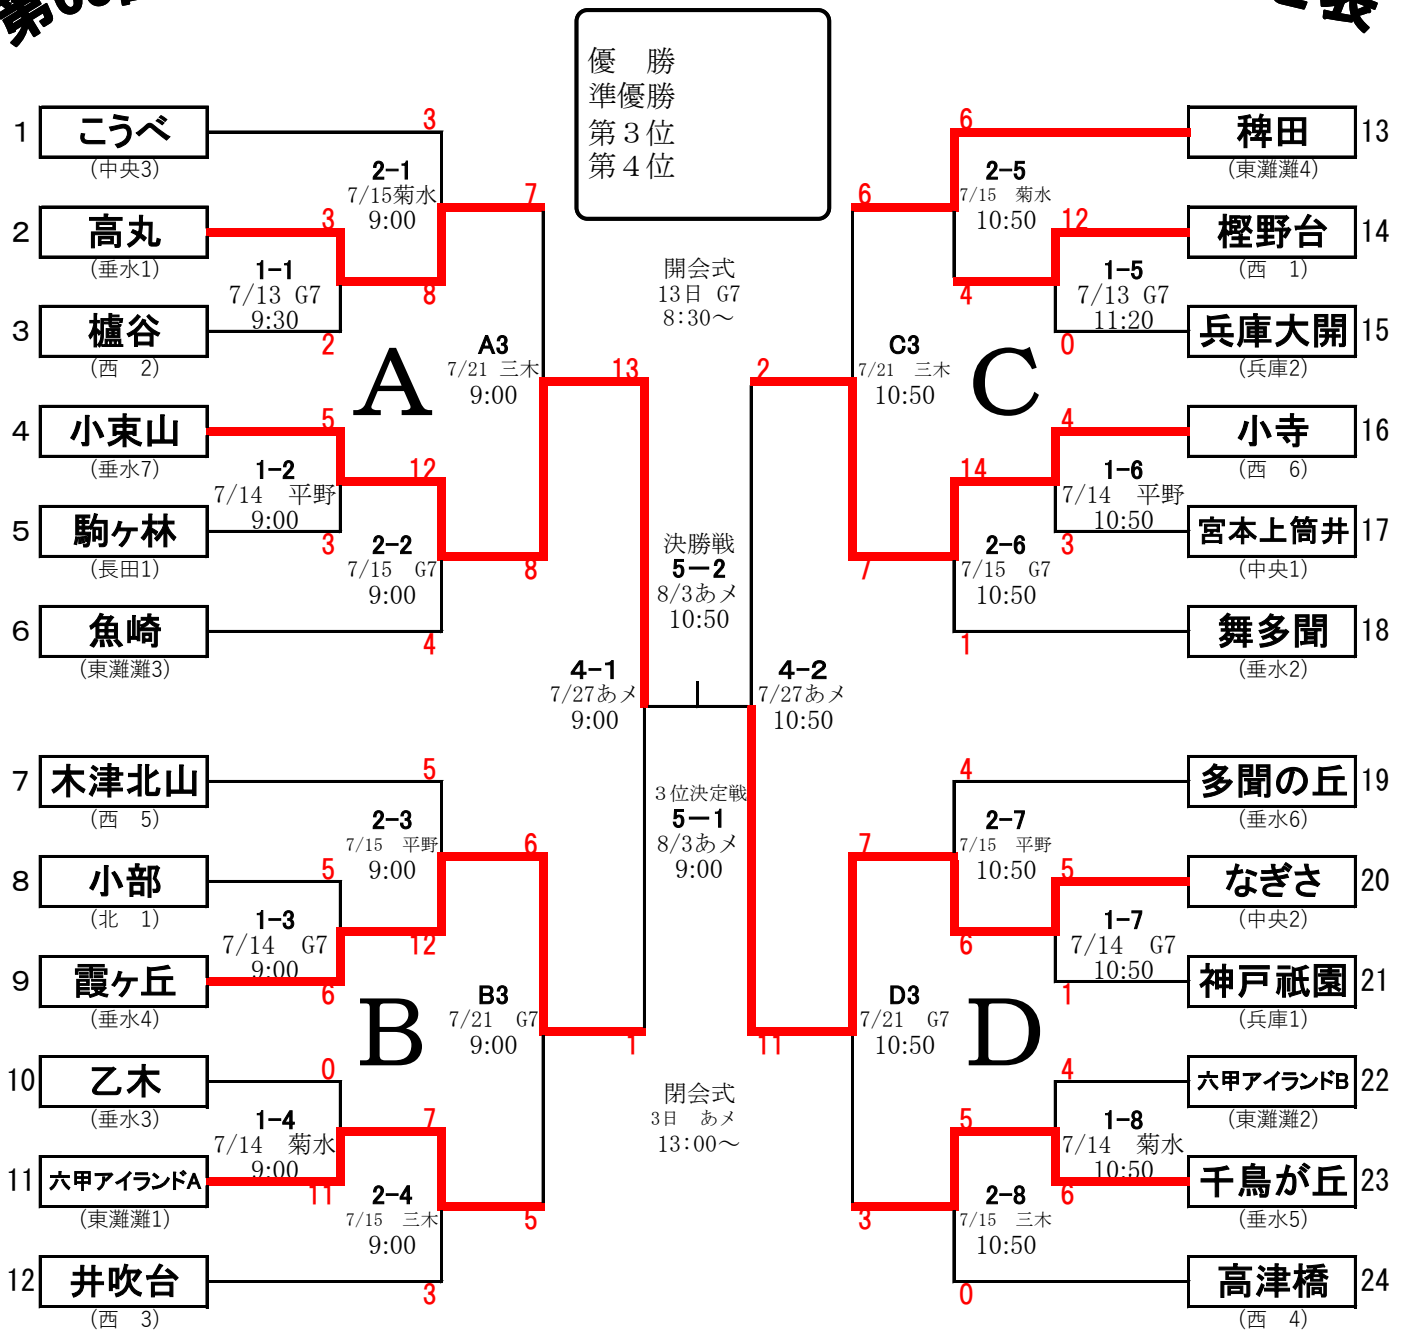 優　勝
準優勝
第３位
第４位
開会式
13日 G7
8:30～
決勝戦
5－2
8/3あメ
10:50
３位決定戦
5－1
8/3あメ
9:00
閉会式
3日　あメ
13:00～
1 こうべ
(中央3)
3
2-1
7/15菊水
9:00
7
2 高丸
(垂水1)
3
1-1
7/13 G7
9:30
8
3 櫨谷
(西　2)
2
A
A3
7/21 三木
9:00
13
4 小束山
(垂水7)
5
1-2
7/14　平野
9:00
12
5 駒ヶ林
(長田1)
3
2-2
7/15　G7
9:00
8
6 魚崎
(東灘灘3)
4
4-1
7/27あメ
9:00
7 木津北山
(西　5)
5
2-3
7/15　平野
9:00
6
8 小部
(北　1)
5
1-3
7/14　G7
9:00
12
9 霞ヶ丘
(垂水4)
6
B
B3
7/21　G7
9:00
1
10 乙木
(垂水3)
0
1-4
7/14　菊水
9:00
7
11 六甲アイランドA
(東灘灘1)
11
2-4
7/15　三木
9:00
5
12 井吹台
(西　3)
3
6
稗田 13
(東灘灘4)
2-5
7/15　菊水
10:50
6
12
樫野台 14
(西　1)
1-5
7/13 G7
11:20
4
0
兵庫大開 15
(兵庫2)
C
C3
7/21 三木
10:50
2
4
小寺 16
(西　6)
1-6
7/14　平野
10:50
14
3
宮本上筒井 17
(中央1)
2-6
7/15　G7
10:50
7
1
舞多聞 18
(垂水2)
4-2
7/27あメ
10:50
4
多聞の丘 19
(垂水6)
2-7
7/15　平野
10:50
7
5
なぎさ 20
(中央2)
1-7
7/14　G7
10:50
6
1
神戸祇園 21
(兵庫1)
D
D3
7/21　G7
10:50
11
4
六甲アイランドB 22
(東灘灘2)
1-8
7/14　菊水
10:50
5
6
千鳥が丘 23
(垂水5)
2-8
7/15　三木
10:50
3
0
高津橋 24
(西　4)